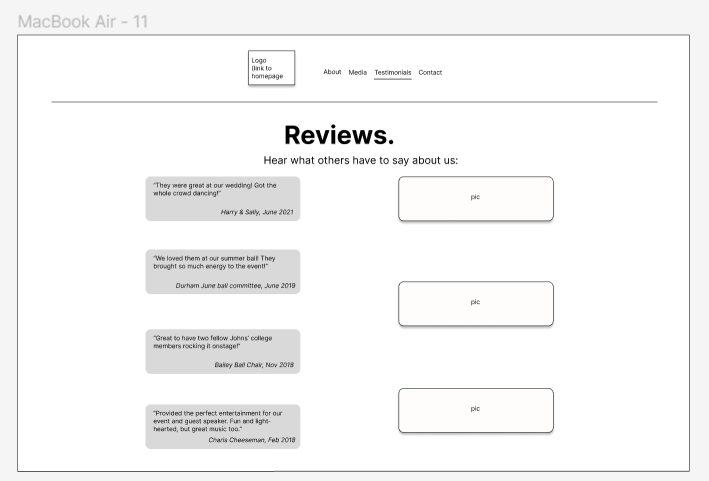 MacBook Air - 11
Logo
(link to
homepage
About Media Testimonials Contact
Reviews.
Hear what others have to say about us:
"They were great at our wedding! Got the
whole crowd dancing!"
Harry & Sally, June 2021
pic
"We loved them at our summer ball! They
brought so much energy to the event!"
Durham June ball committee, June 2019
pic
"Great to have two fellow Johns' college
members rocking it onstage!"
Bailey Ball Chair, Nov 2018
pic
"Provided the perfect entertainment for our
event and guest speaker. Fun and light-
hearted, but great music too."
Charis Cheeseman, Feb 2018